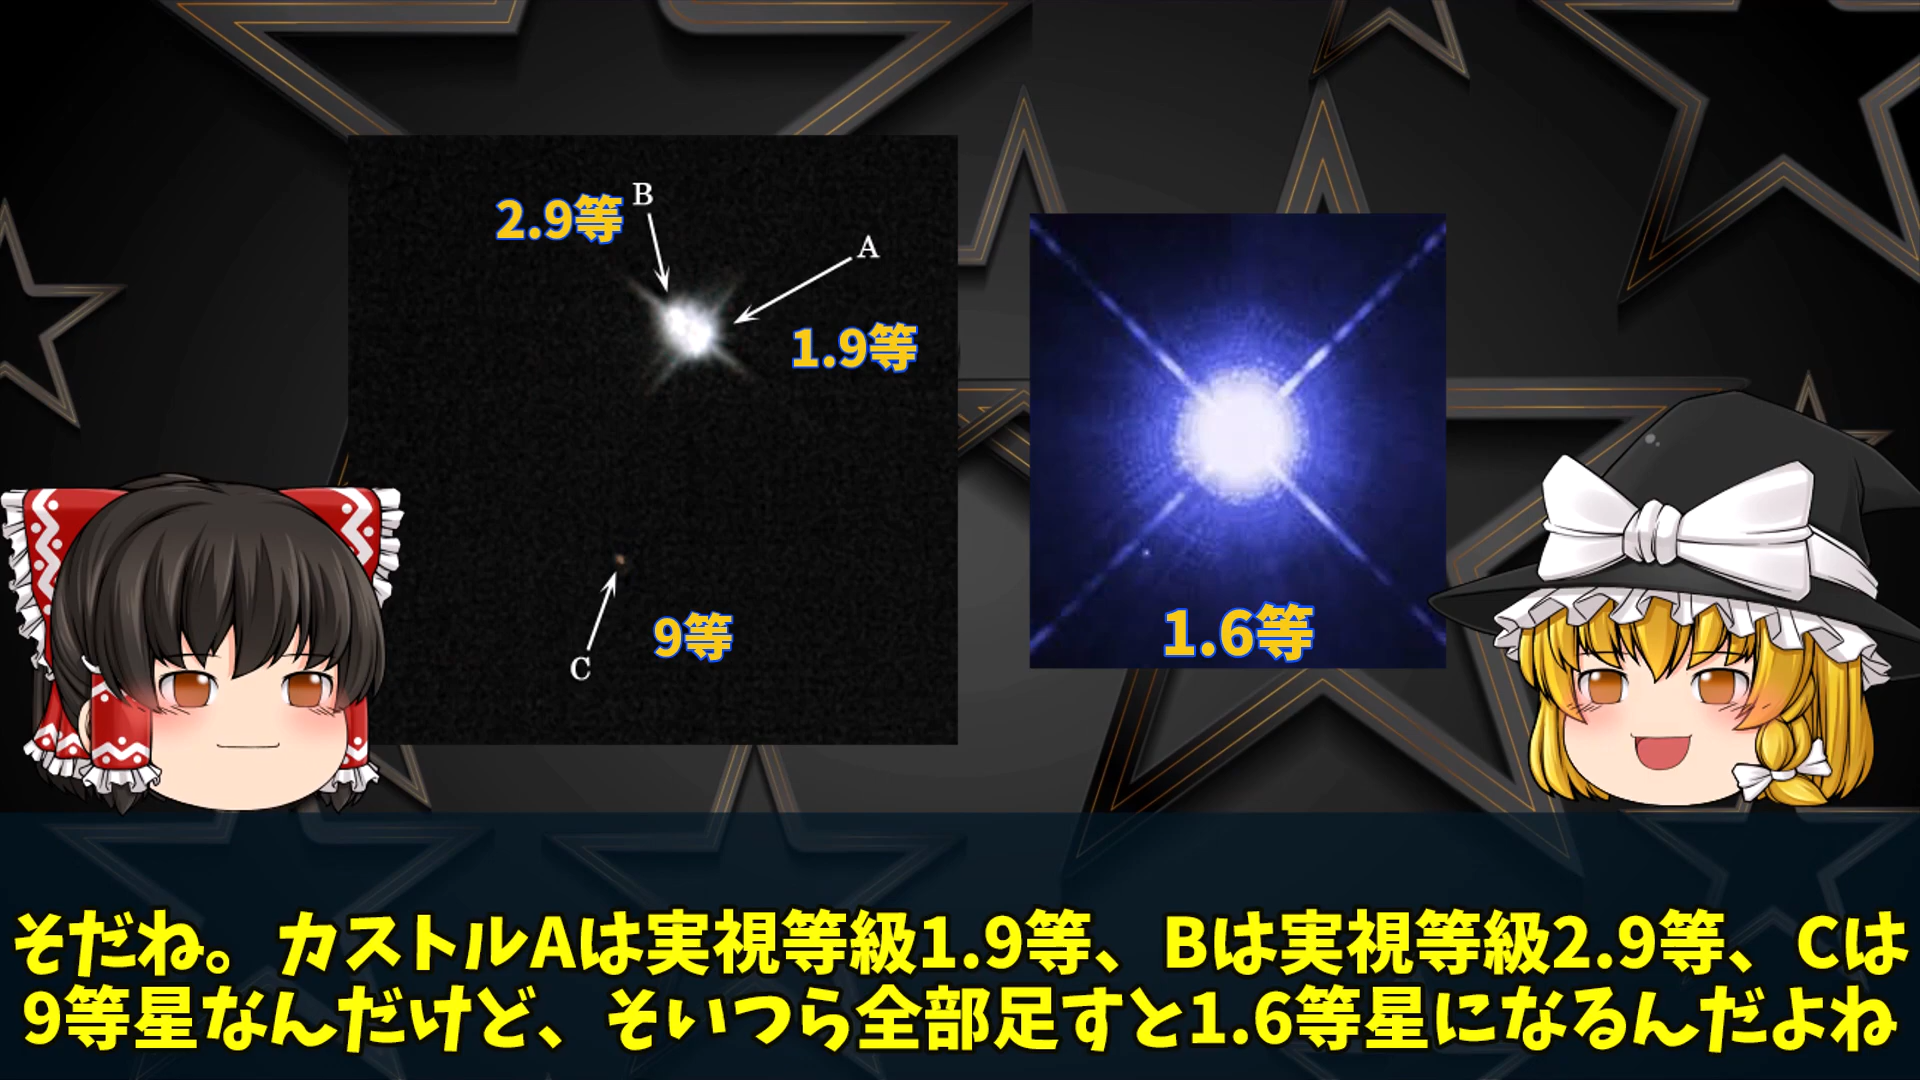 B
2.9等
A
1.9等
C
9等
1.6等
そだね。カストルAは実視等級1.9等、Bは実視等級2.9等、Cは
9等星なんだけど、そいつら全部足すと1.6等星になるんだよね